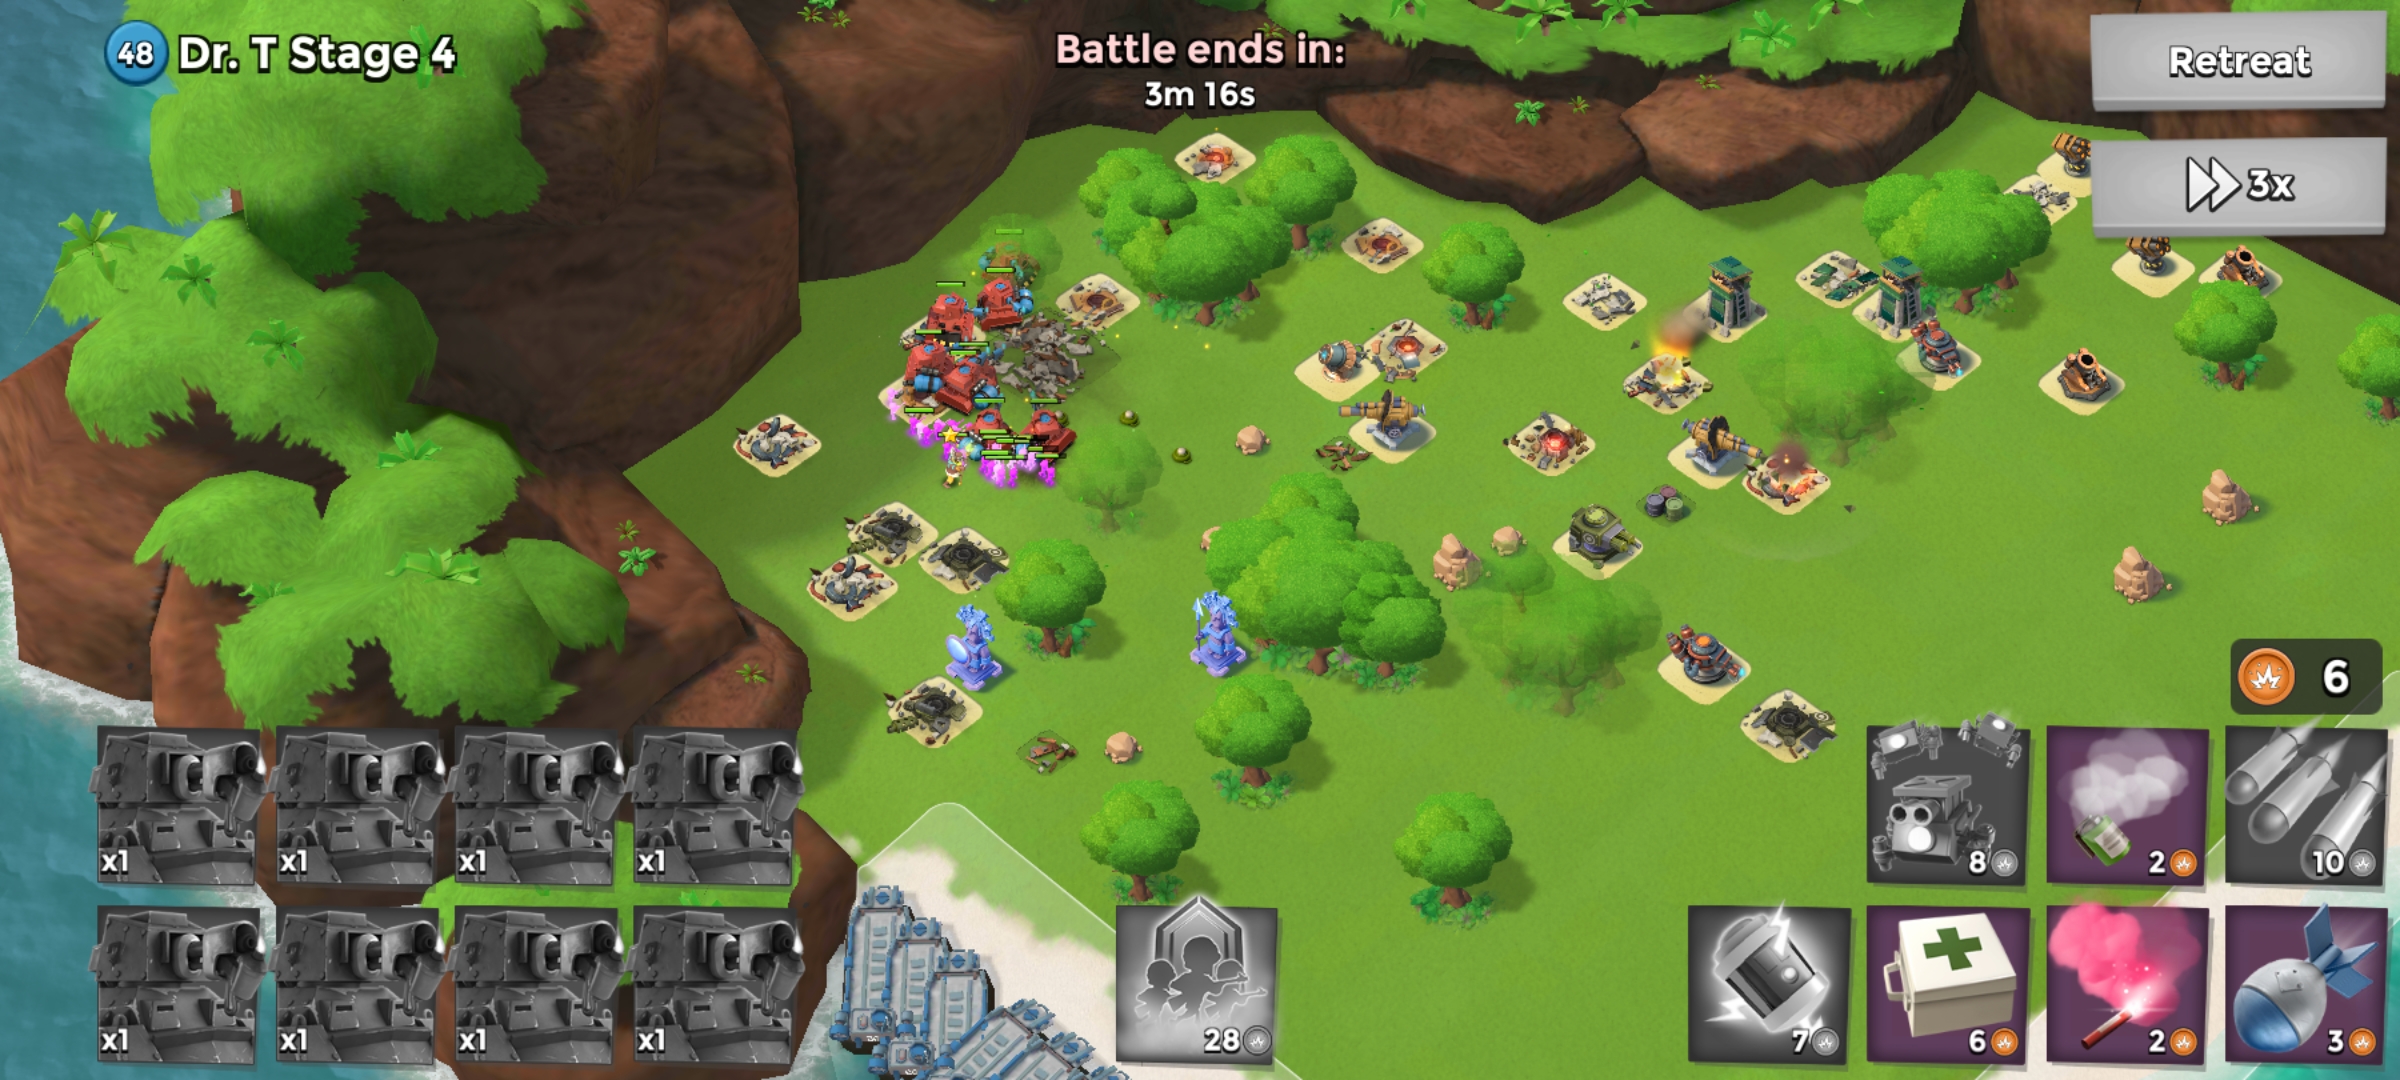 48 Dr. T Stage 4
Battle ends in:
3m 16s
Retreat
3x
6
x1 x1 x1 x1
8 2 10
x1 x1 x1 x1
28 7 6 2 3